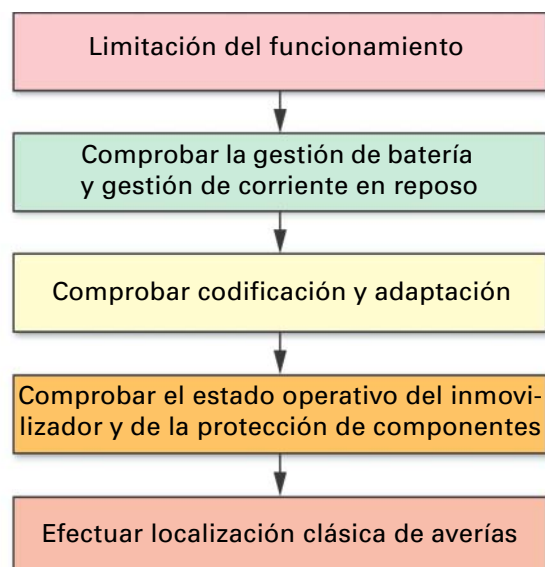 Limitación del funcionamiento
Comprobar la gestión de batería
y gestión de corriente en reposo
Comprobar codificación y adaptación
Comprobar el estado operativo del inmovi-
lizador y de la protección de componentes
Efectuar localización clásica de averías